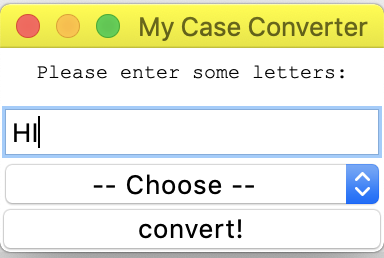 My Case Converter
Please enter some letters:
HI
-- Choose --
convert!